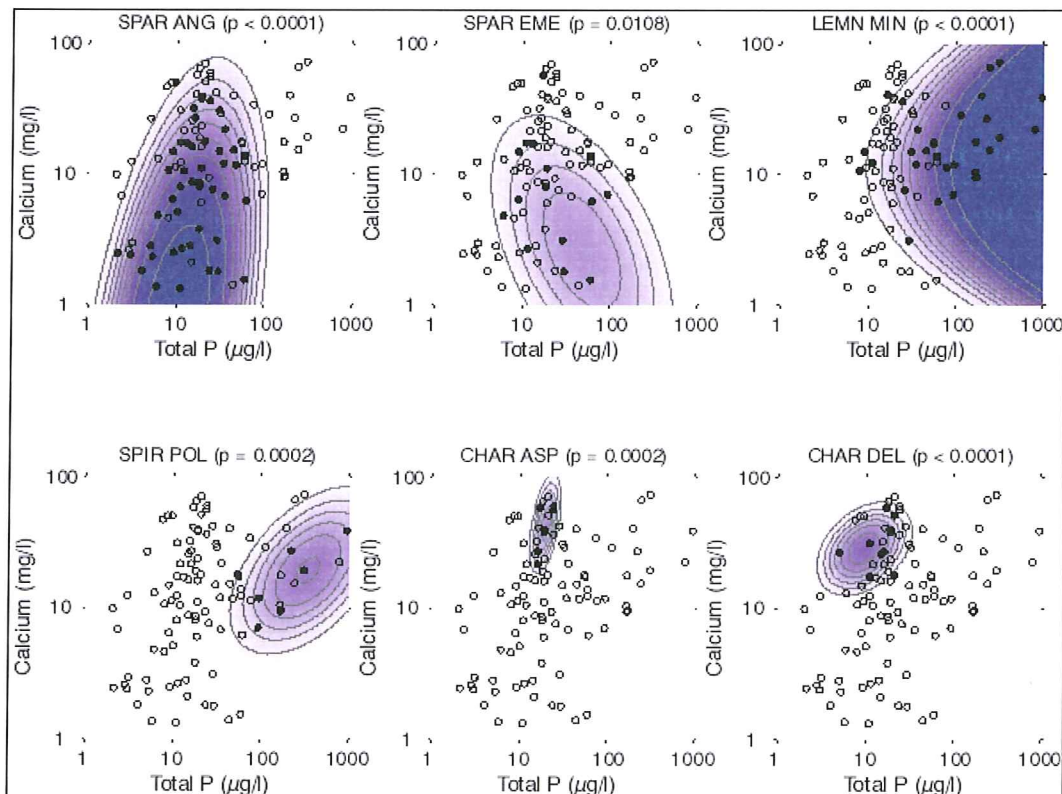 SPAR ANG (p < 0.0001)
SPAR EME (p = 0.0108)
LEMN MIN (p < 0.0001)
100
10
1
Calcium (mg/l)
1 10 100 1000
Total P (µg/l)
100
10
1
Calcium (mg/l)
1 10 100 1000
Total P (µg/l)
100
10
1
Calcium (mg/l)
1 10 100 1000
Total P (µg/l)
SPIR POL (p = 0.0002)
CHAR ASP (p = 0.0002)
CHAR DEL (p < 0.0001)
100
10
1
Calcium (mg/l)
1 10 100 1000
Total P (µg/l)
100
10
1
Calcium (mg/l)
1 10 100 1000
Total P (µg/l)
100
10
1
Calcium (mg/l)
1 10 100 1000
Total P (µg/l)